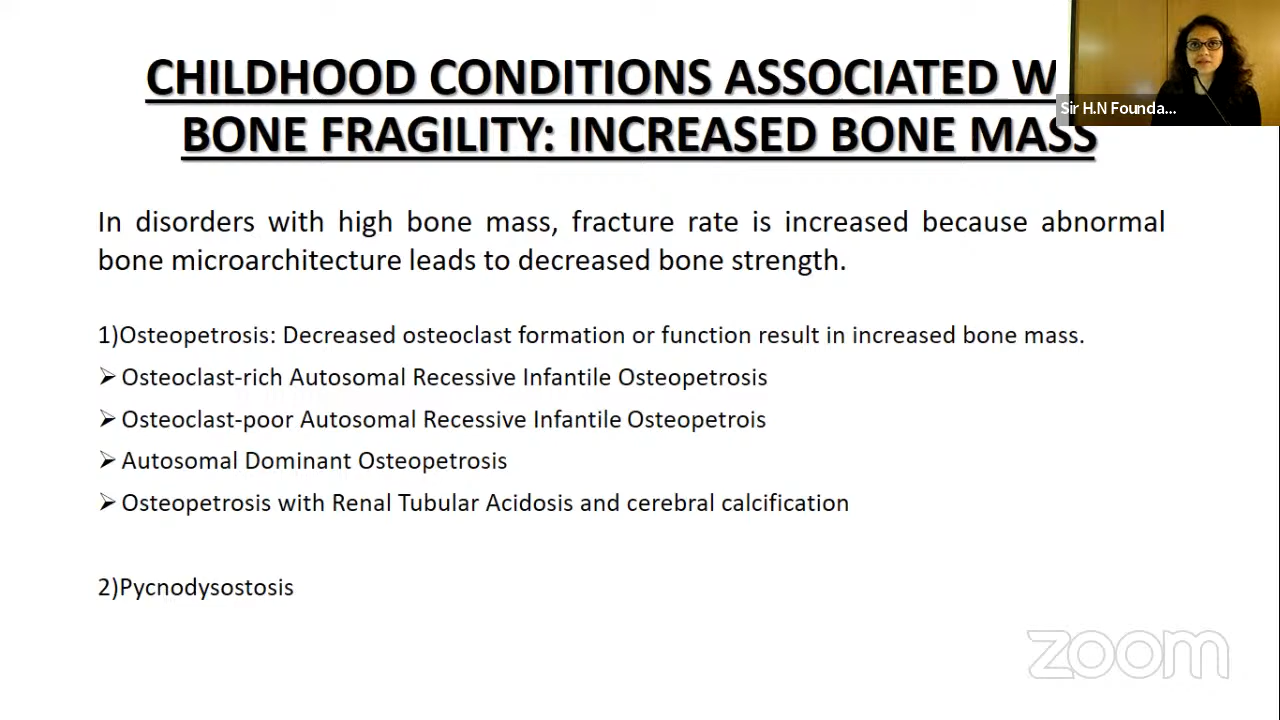 CHILDHOOD CONDITIONS ASSOCIATED W
BONE FRAGILITY: INCREASED BONE MASS
Sir H.N Founda...
In disorders with high bone mass, fracture rate is increased because abnormal
bone microarchitecture leads to decreased bone strength.
1)Osteopetrosis: Decreased osteoclast formation or function result in increased bone mass.
➢ Osteoclast-rich Autosomal Recessive Infantile Osteopetrosis
➢ Osteoclast-poor Autosomal Recessive Infantile Osteopetrois
➢ Autosomal Dominant Osteopetrosis
➢ Osteopetrosis with Renal Tubular Acidosis and cerebral calcification
2)Pycnodysostosis
zoom